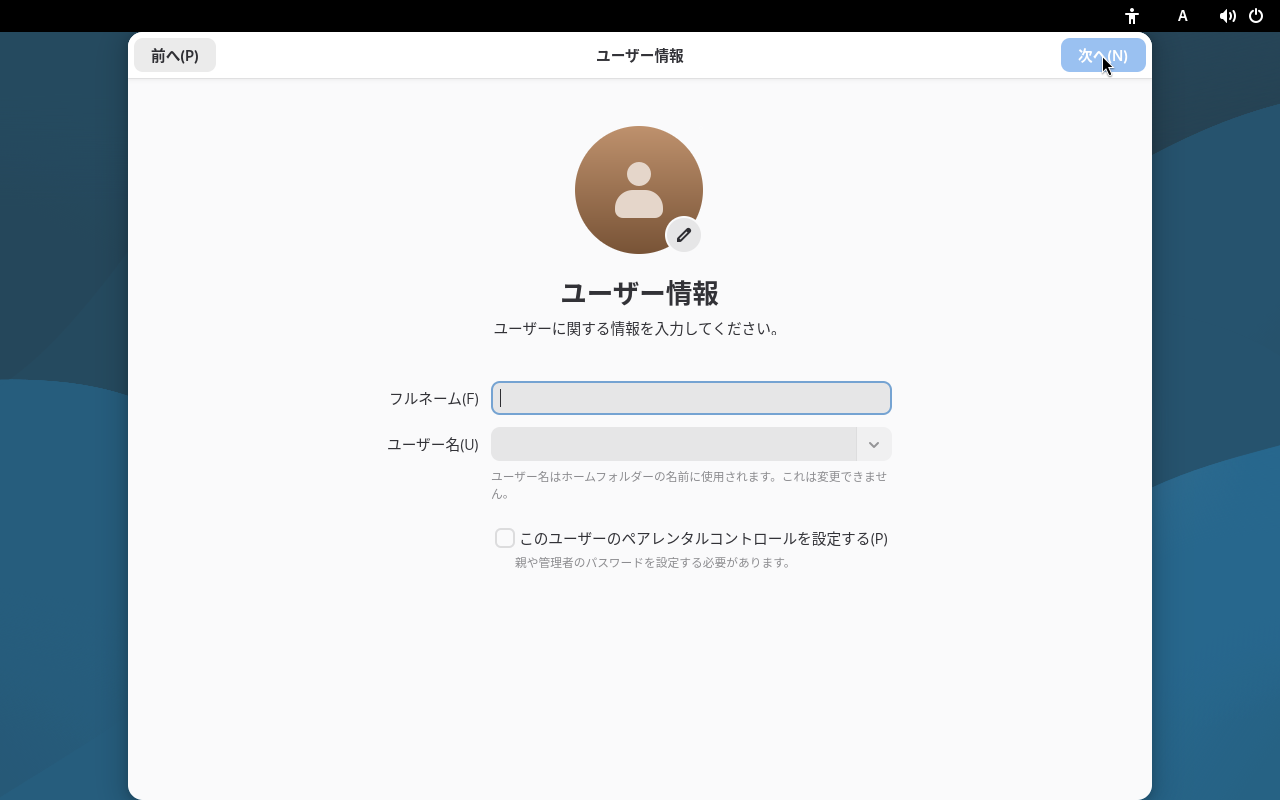 A
前へ(P)
ユーザー情報
次へ(N)
ユーザー情報
ユーザーに関する情報を入力してください。
フルネーム(F)
ユーザー名(U)
ユーザー名はホームフォルダーの名前に使用されます。これは変更できませ
ん。
このユーザーのペアレンタルコントロールを設定する(P)
親や管理者のパスワードを設定する必要があります。